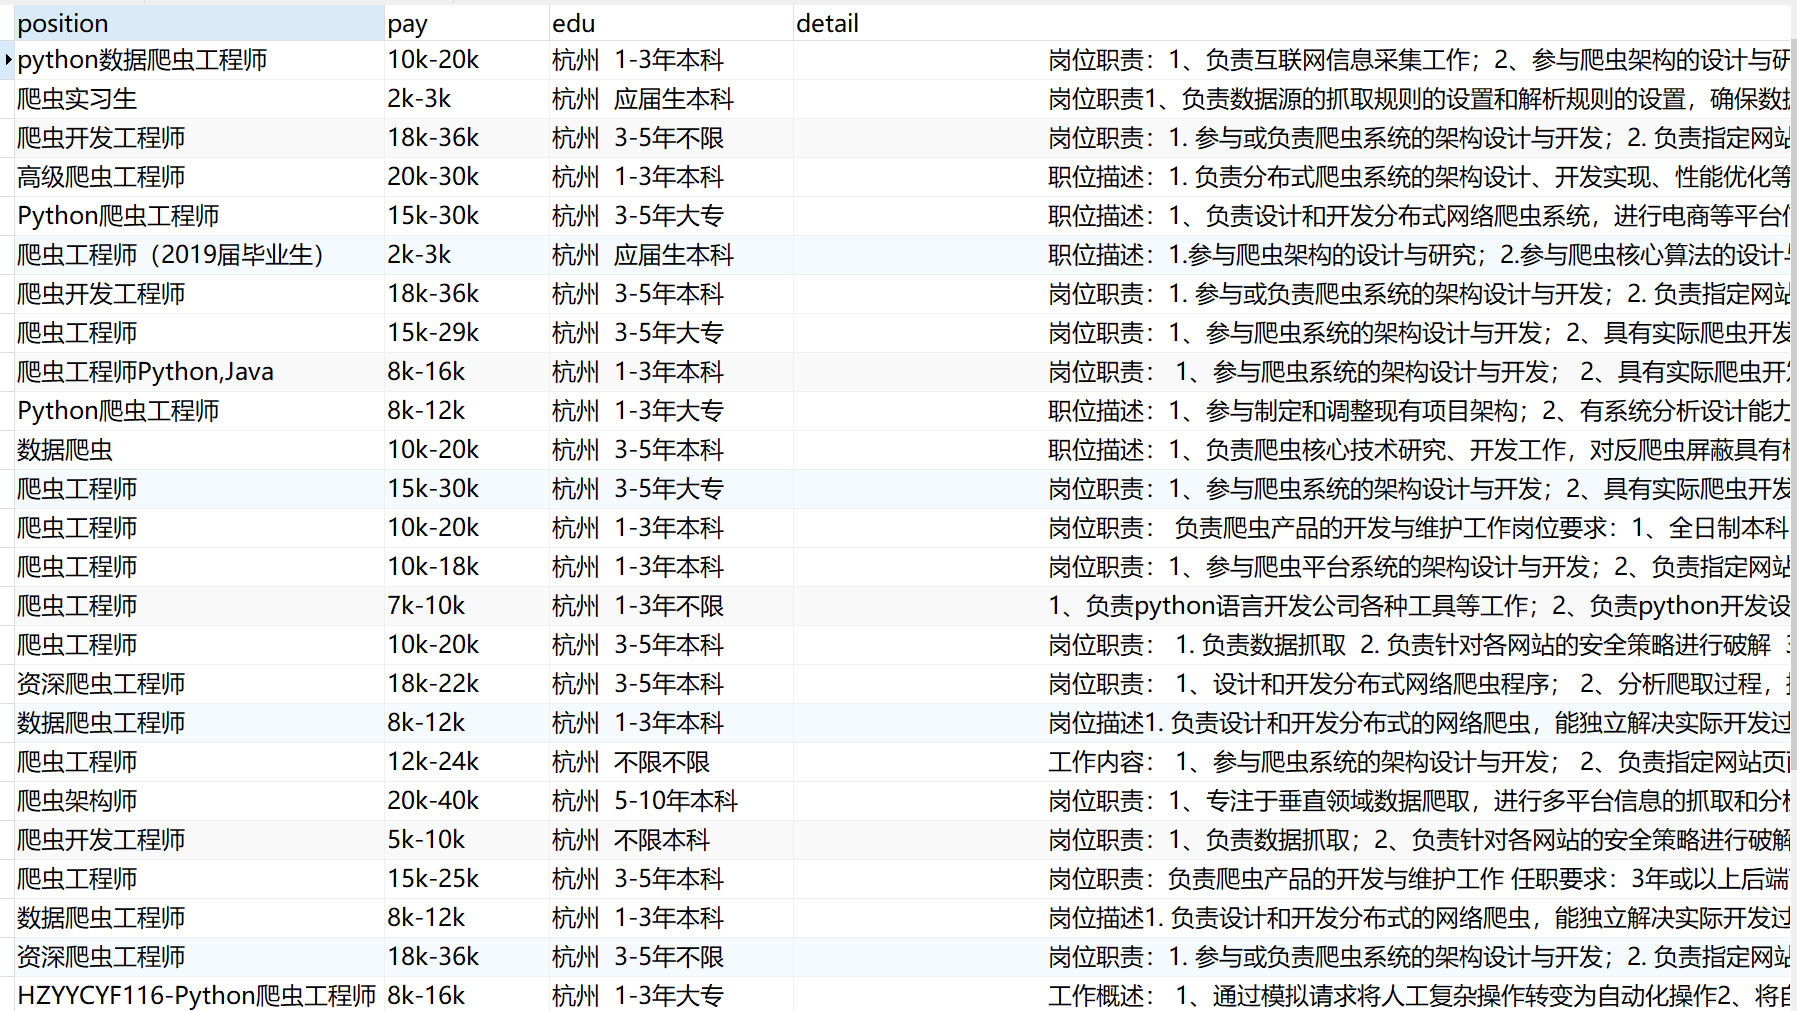 position pay edu detail
python数据爬虫工程师 10k-20k 杭州 1-3年本科 岗位职责：1、负责互联网信息采集工作；2、参与爬虫架构的设计与研
爬虫实习生 2k-3k 杭州 应届生本科 岗位职责1、负责数据源的抓取规则的设置和解析规则的设置，确保数据
爬虫开发工程师 18k-36k 杭州 3-5年不限 岗位职责：1. 参与或负责爬虫系统的架构设计与开发；2. 负责指定网站
高级爬虫工程师 20k-30k 杭州 1-3年本科 职位描述：1. 负责分布式爬虫系统的架构设计、开发实现、性能优化等
Python爬虫工程师 15k-30k 杭州 3-5年大专 职位描述：1、负责设计和开发分布式网络爬虫系统，进行电商等平台
爬虫工程师（2019届毕业生） 2k-3k 杭州 应届生本科 职位描述：1.参与爬虫架构的设计与研究；2.参与爬虫核心算法的设计
爬虫开发工程师 18k-36k 杭州 3-5年本科 岗位职责：1. 参与或负责爬虫系统的架构设计与开发；2. 负责指定网站
爬虫工程师 15k-29k 杭州 3-5年大专 岗位职责：1、参与爬虫系统的架构设计与开发；2、具有实际爬虫开发
爬虫工程师Python,Java 8k-16k 杭州 1-3年本科 岗位职责： 1、参与爬虫系统的架构设计与开发； 2、具有实际爬虫开
Python爬虫工程师 8k-12k 杭州 1-3年大专 职位描述：1、参与制定和调整现有项目架构；2、有系统分析设计能力
数据爬虫 10k-20k 杭州 3-5年本科 职位描述：1、负责爬虫核心技术研究、开发工作，对反爬虫屏蔽具有
爬虫工程师 15k-30k 杭州 3-5年大专 岗位职责：1、参与爬虫系统的架构设计与开发；2、具有实际爬虫开发
爬虫工程师 10k-20k 杭州 1-3年本科 岗位职责： 负责爬虫产品的开发与维护工作岗位要求：1、全日制本科
爬虫工程师 10k-18k 杭州 1-3年本科 岗位职责：1、参与爬虫平台系统的架构设计与开发；2、负责指定网站
爬虫工程师 7k-10k 杭州 1-3年不限 1、负责python语言开发公司各种工具等工作；2、负责python开发设
爬虫工程师 10k-20k 杭州 3-5年本科 岗位职责： 1. 负责数据抓取 2. 负责针对各网站的安全策略进行破解
资深爬虫工程师 18k-22k 杭州 3-5年本科 岗位职责： 1、设计和开发分布式网络爬虫程序； 2、分析爬取过程，
数据爬虫工程师 8k-12k 杭州 1-3年本科 岗位描述1. 负责设计和开发分布式的网络爬虫，能独立解决实际开发过
爬虫工程师 12k-24k 杭州 不限不限 工作内容： 1、参与爬虫系统的架构设计与开发； 2、负责指定网站页面
爬虫架构师 20k-40k 杭州 5-10年本科 岗位职责：1、专注于垂直领域数据爬取，进行多平台信息的抓取和分析
爬虫开发工程师 5k-10k 杭州 不限本科 岗位职责：1、负责数据抓取；2、负责针对各网站的安全策略进行破解
爬虫工程师 15k-25k 杭州 3-5年本科 岗位职责：负责爬虫产品的开发与维护工作 任职要求：3年或以上后端
数据爬虫工程师 8k-12k 杭州 1-3年本科 岗位描述1. 负责设计和开发分布式的网络爬虫，能独立解决实际开发过
资深爬虫工程师 18k-36k 杭州 3-5年不限 岗位职责：1. 参与或负责爬虫系统的架构设计与开发；2. 负责指定网站
HZYYCYF116-Python爬虫工程师 8k-16k 杭州 1-3年大专 工作概述： 1、通过模拟请求将人工复杂操作转变为自动化操作2、将自